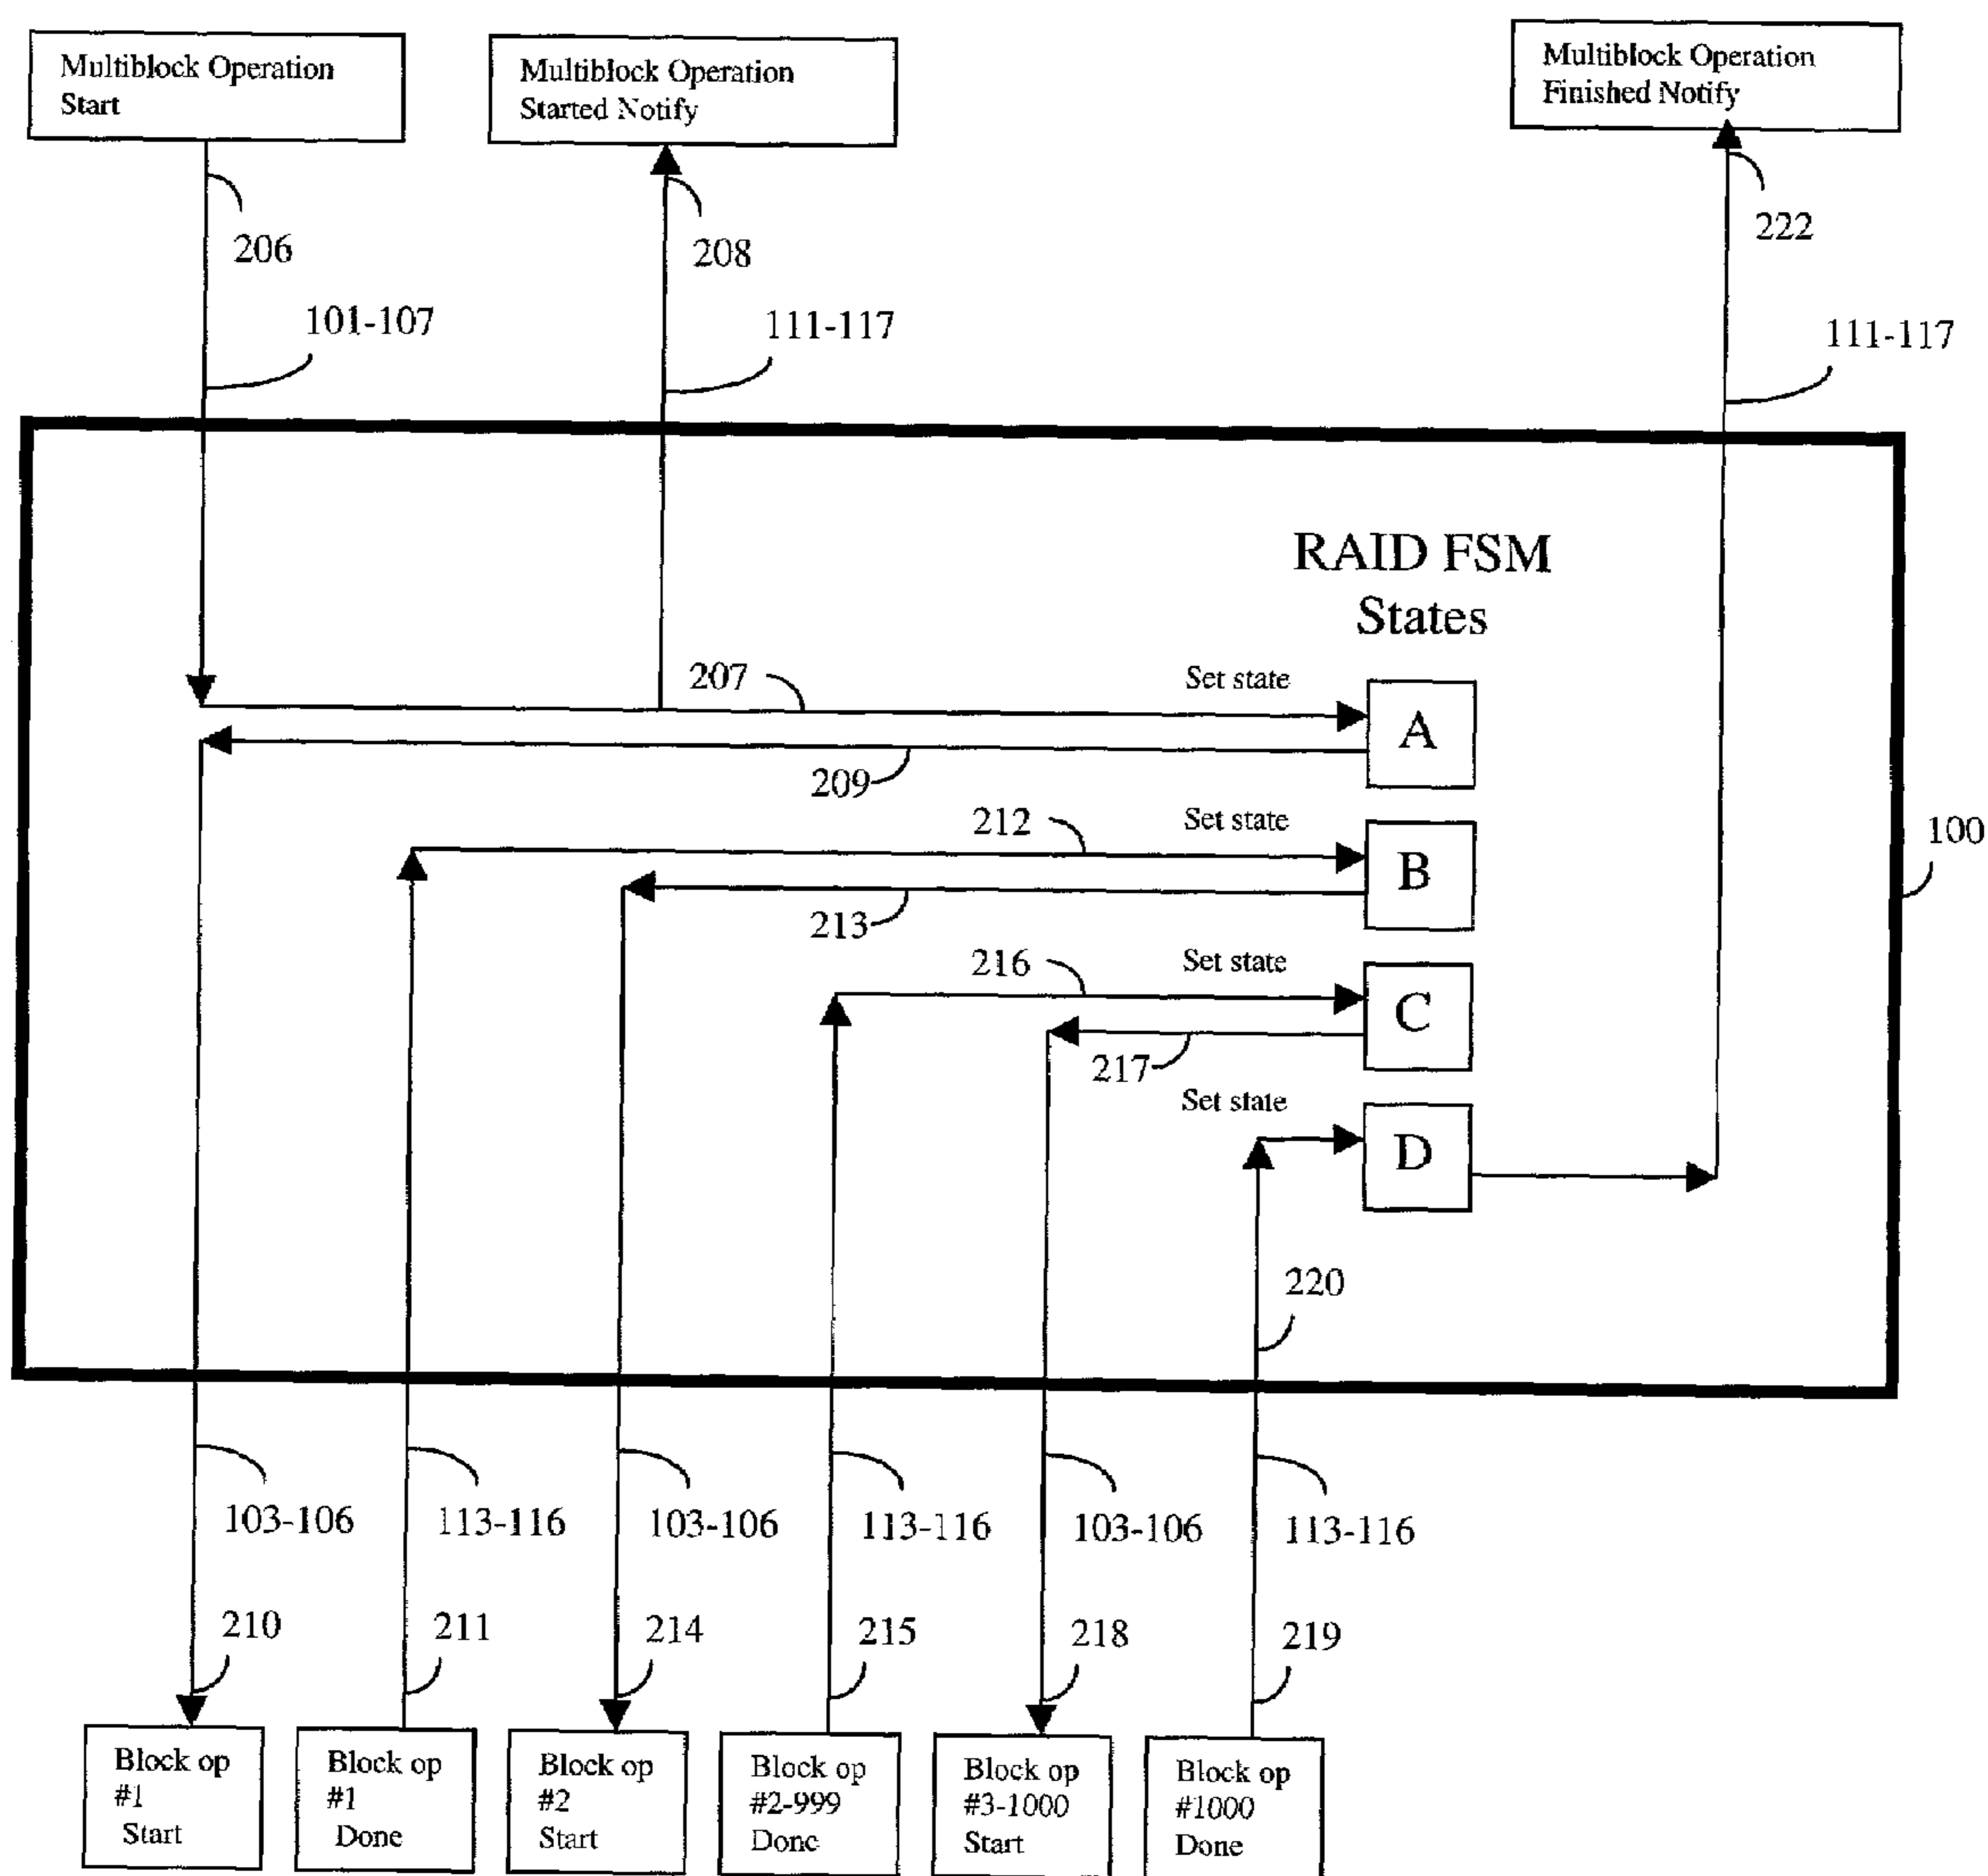 Multiblock Operation
Start
Multiblock Operation
Started Notify
Multiblock Operation
Finished Notify
206
208
222
101-107
111-117
111-117
RAID FSM
States
207
Set state
A
209
212
Set state
B
100
213
216
Set state
C
217
Set state
D
220
103-106
113-116
103-106
113-116
103-106
113-116
210
211
214
215
218
219
Block op
#1
Start
Block op
#1
Done
Block op
#2
Start
Block op
#2-999
Done
Block op
#3-1000
Start
Block op
#1000
Done